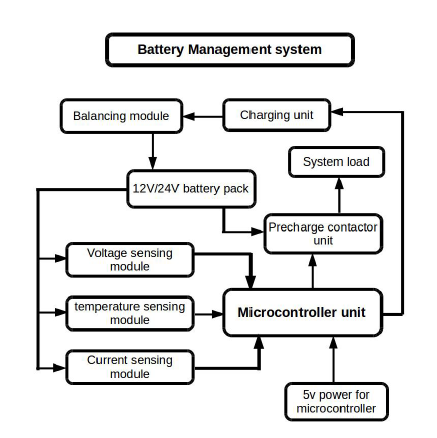 Battery Management system
Balancing module
Charging unit
System load
12V/24V battery pack
Precharge contactor
unit
Voltage sensing
module
temperature sensing
module
Microcontroller unit
Current sensing
module
5v power for
microcontroller